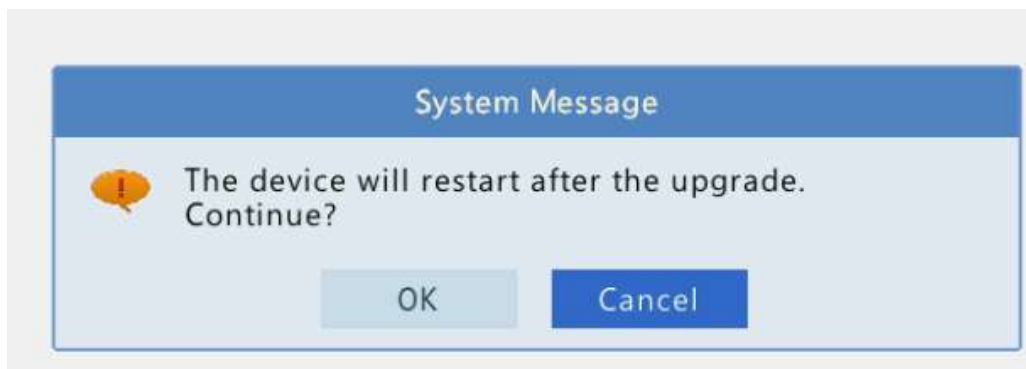 System Message
The device will restart after the upgrade.
Continue?
OK
Cancel